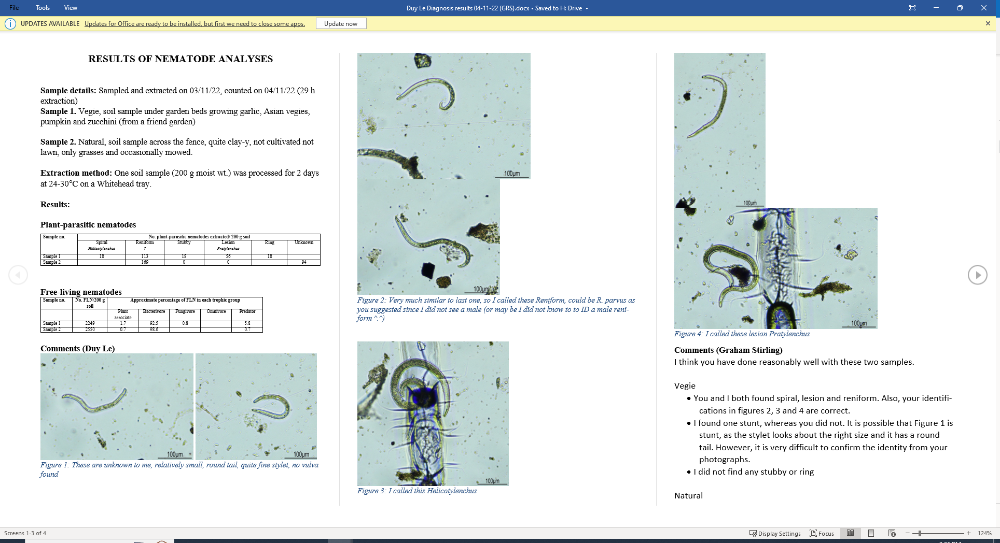 File Tools View Duy Le Diagnosis results 04-11-22 (GRS).docx • Saved to H: Drive
UPDATES AVAILABLE Updates for Office are ready to be installed, but first we need to close some apps. Update now
RESULTS OF NEMATODE ANALYSES
Sample details: Sampled and extracted on 03/11/22, counted on 04/11/22 (29 h
extraction)
Sample 1. Vegie, soil sample under garden beds growing garlic, Asian vegies,
pumpkin and zucchini (from a friend garden)
Sample 2. Natural, soil sample across the fence, quite clay-y, not cultivated not
lawn, only grasses and occasionally mowed.
Extraction method: One soil sample (200 g moist wt.) was processed for 2 days
at 24-30°C on a Whitehead tray.
Results:
Plant-parasitic nematodes
Sample no. No. plant-parasitic nematodes extracted/ 200 g soil
Spiral Reniform Stubby Lesion Ring Unknown
Helicotylenchus ? Pratylenchus
Sample 1 18 113 18 56 18
Sample 2 169 0 0 94
Free-living nematodes
Sample no. No. FLN/200 g Approximate percentage of FLN in each trophic group
soil
Plant Bacterivore Fungivore Omnivore Predator
associate
Sample 1 2249 1.7 92.5 0.8 5.8
Sample 2 2550 0.7 98.6 0.7
Comments (Duy Le)
100μm 100μm
Figure 1: These are unknown to me, relatively small, round tail, quite fine stylet, no vulva
found
100μm
100μm
Figure 2: Very much similar to last one, so I called these Reniform, could be R. parvus as
you suggested since I did not see a male (or may be I did not know to to ID a male reni-
form ^.^)
100μm
Figure 3: I called this Helicotylenchus
100μm
100μm
Figure 4: I called these lesion Pratylenchus
Comments (Graham Stirling)
I think you have done reasonably well with these two samples.
Vegie
• You and I both found spiral, lesion and reniform. Also, your identifi-
cations in figures 2, 3 and 4 are correct.
• I found one stunt, whereas you did not. It is possible that Figure 1 is
stunt, as the stylet looks about the right size and it has a round
tail. However, it is very difficult to confirm the identity from your
photographs.
• I did not find any stubby or ring
Natural
Screens 1-3 of 4 Display Settings Focus 124%